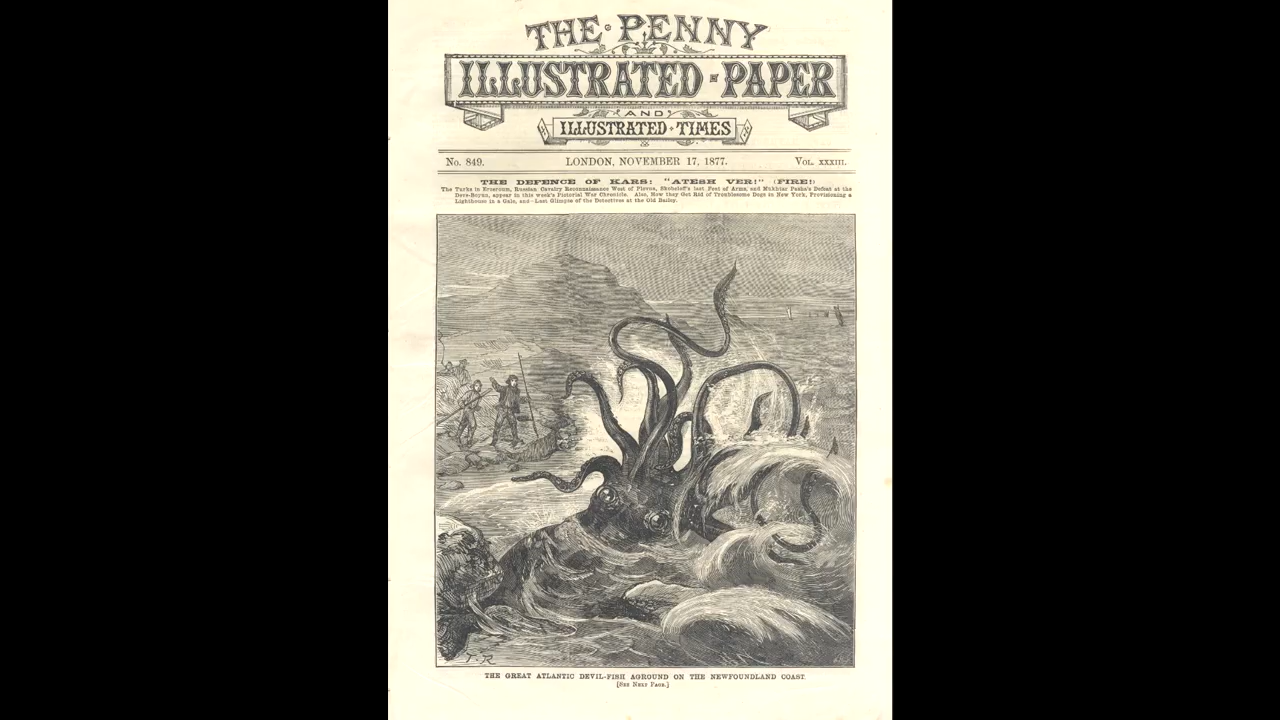 THE PENNY
ILLUSTRATED PAPER
AND
ILLUSTRATED TIMES
No. 849. LONDON, NOVEMBER 17, 1877. VOL. XXXIII.
THE DEFENCE OF KARS: "ATESH VER!" (FIRE!)
The Turks in Erzeroum, Russian Cavalry Reconnaissance West of Plevna, Skobeleff's last Feat of Arms, and Mukhtar Pasha's Defeat at the
Deve-Boyun, appear in this week's Pictorial War Chronicle. Also, How they Get Rid of Troublesome Dogs in New York, Provisioning a
Lighthouse in a Gale, and—Last Glimpse of the Detectives at the Old Bailey.
T. R.
THE GREAT ATLANTIC DEVIL-FISH AGROUND ON THE NEWFOUNDLAND COAST.
[SEE NEXT PAGE.]